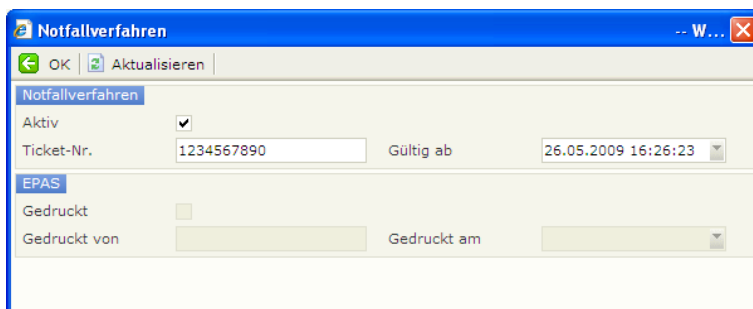 Notfallverfahren -- W...
OK Aktualisieren
Notfallverfahren
Aktiv
Ticket-Nr. 1234567890 Gültig ab 26.05.2009 16:26:23
EPAS
Gedruckt
Gedruckt von Gedruckt am